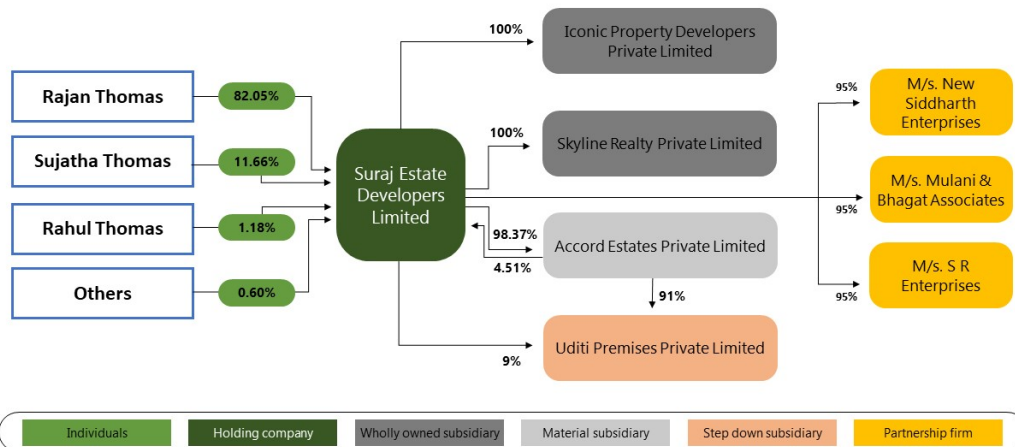 Rajan Thomas
82.05%
Sujatha Thomas
11.66%
Rahul Thomas
1.18%
Others
0.60%
Suraj Estate
Developers
Limited
100%
Iconic Property Developers
Private Limited
100%
Skyline Realty Private Limited
98.37%
4.51%
Accord Estates Private Limited
91%
9%
Uditi Premises Private Limited
95%
M/s. New
Siddharth
Enterprises
95%
M/s. Mulani &
Bhagat Associates
95%
M/s. S R
Enterprises
Individuals
Holding company
Wholly owned subsidiary
Material subsidiary
Step down subsidiary
Partnership firm